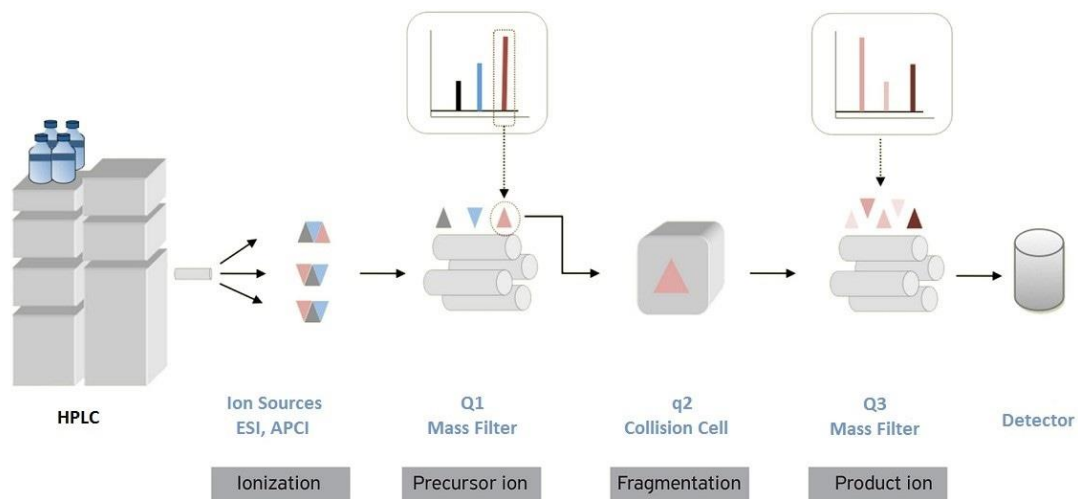 HPLC
Ion Sources
ESI, APCI
Q1
Mass Filter
q2
Collision Cell
Q3
Mass Filter
Detector
Ionization
Precursor ion
Fragmentation
Product ion